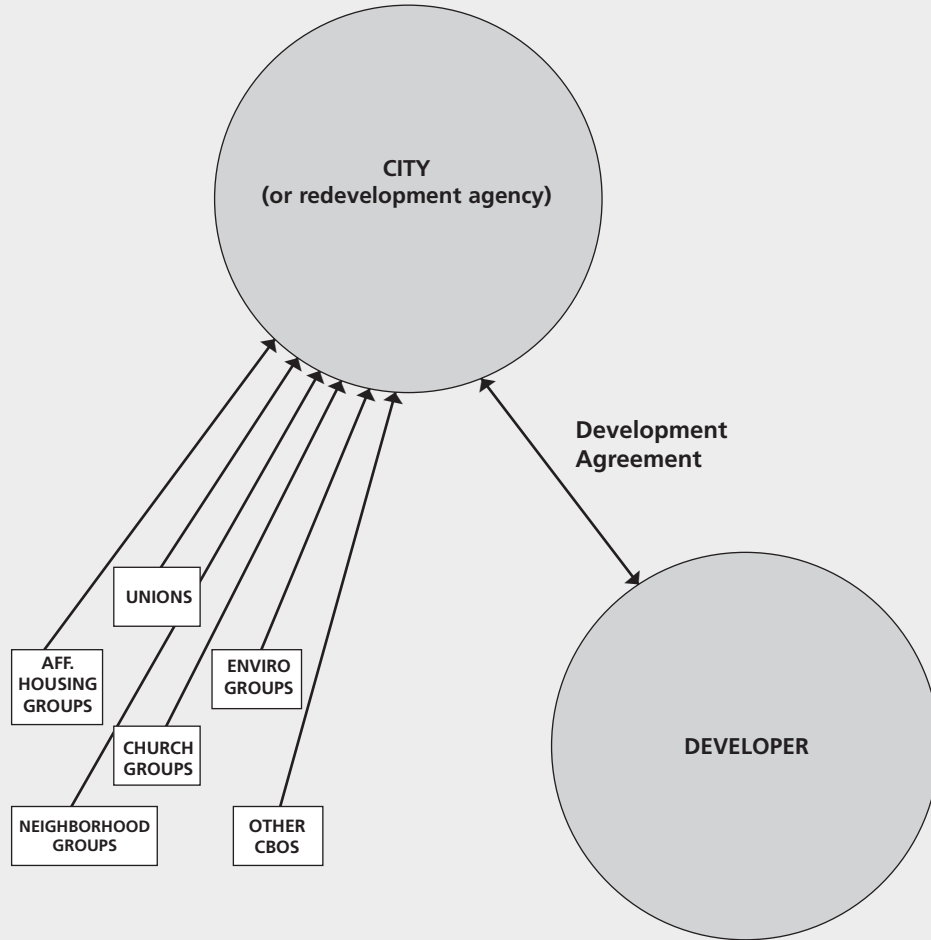 CITY
(or redevelopment agency)
Development
Agreement
UNIONS
AFF.
HOUSING
GROUPS
ENVIRO
GROUPS
CHURCH
GROUPS
DEVELOPER
NEIGHBORHOOD
GROUPS
OTHER
CBOS